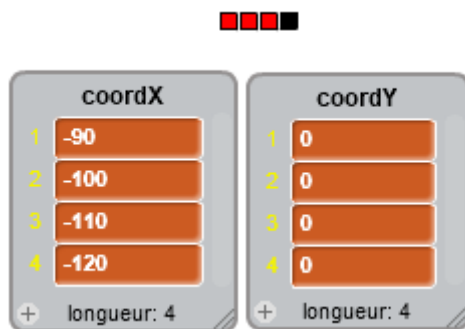 coordX
1 -90
2 -100
3 -110
4 -120
+ longueur: 4
coordY
1 0
2 0
3 0
4 0
+ longueur: 4